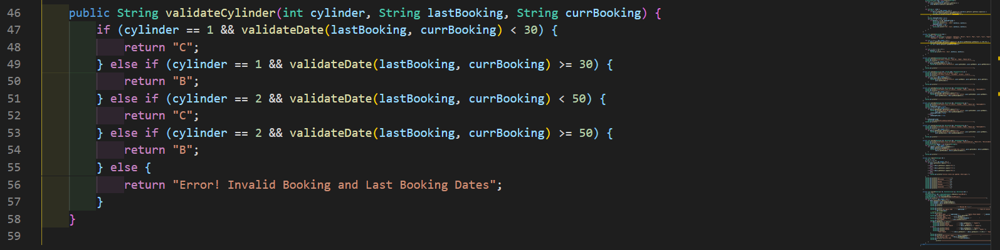 46 public String validateCylinder(int cylinder, String lastBooking, String currBooking) {
47 if (cylinder == 1 && validateDate(lastBooking, currBooking) < 30) {
48 return "C";
49 } else if (cylinder == 1 && validateDate(lastBooking, currBooking) >= 30) {
50 return "B";
51 } else if (cylinder == 2 && validateDate(lastBooking, currBooking) < 50) {
52 return "C";
53 } else if (cylinder == 2 && validateDate(lastBooking, currBooking) >= 50) {
54 return "B";
55 } else {
56 return "Error! Invalid Booking and Last Booking Dates";
57 }
58 }
59